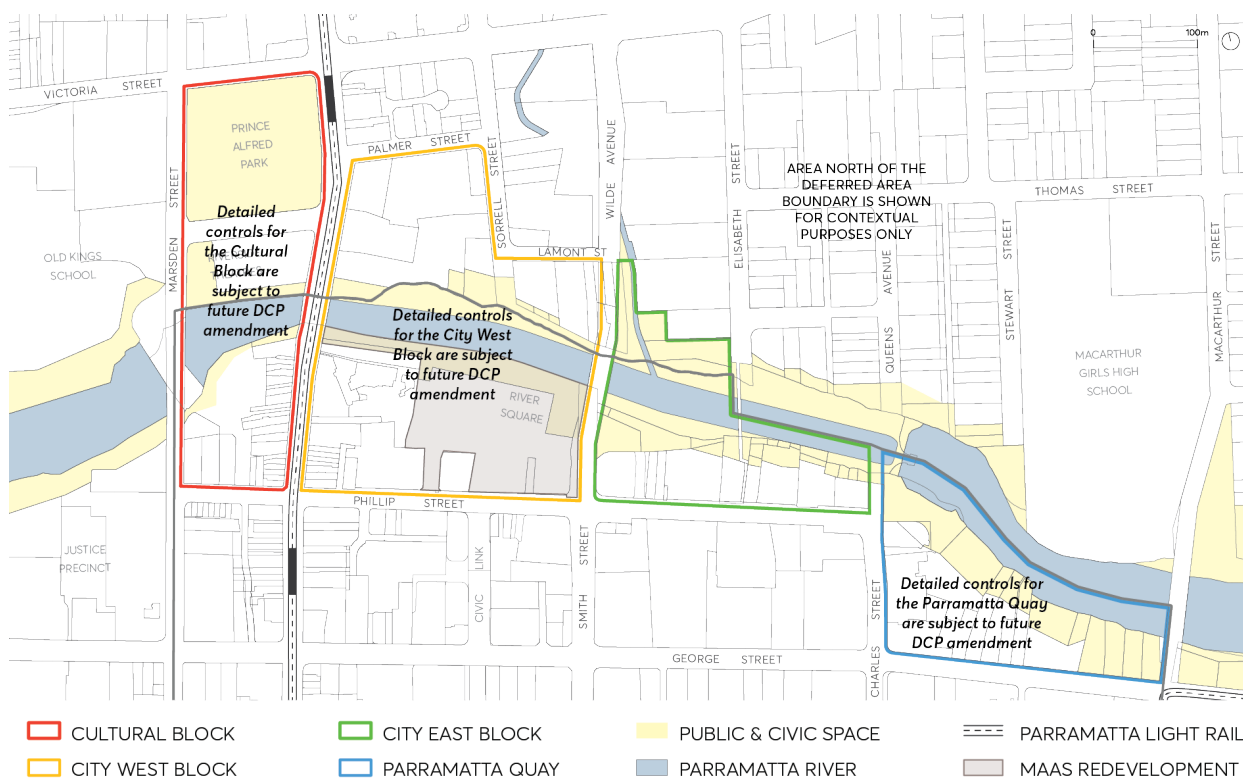 0 100m
VICTORIA STREET
PRINCE
ALFRED
PARK
PALMER STREET
SORRELL STREET
WILDE AVENUE
ELISABETH STREET
AREA NORTH OF THE
DEFERRED AREA
BOUNDARY IS SHOWN
FOR CONTEXTUAL
PURPOSES ONLY
THOMAS STREET
MARSDEN STREET
Detailed
controls for
the Cultural
Block are
subject to
future DCP
amendment
OLD KINGS
SCHOOL
LAMONT ST
QUEENS AVENUE
STEWART STREET
MACARTHUR STREET
Detailed controls
for the City West
Block are subject
to future DCP
amendment
RIVER
SQUARE
MACARTHUR
GIRLS HIGH
SCHOOL
PHILLIP STREET
JUSTICE
PRECINCT
CIVIC LINK
SMITH STREET
CHARLES STREET
Detailed controls for
the Parramatta Quay
are subject to future
DCP amendment
GEORGE STREET
CULTURAL BLOCK
CITY EAST BLOCK
PUBLIC & CIVIC SPACE
PARRAMATTA LIGHT RAIL
CITY WEST BLOCK
PARRAMATTA QUAY
PARRAMATTA RIVER
MAAS REDEVELOPMENT